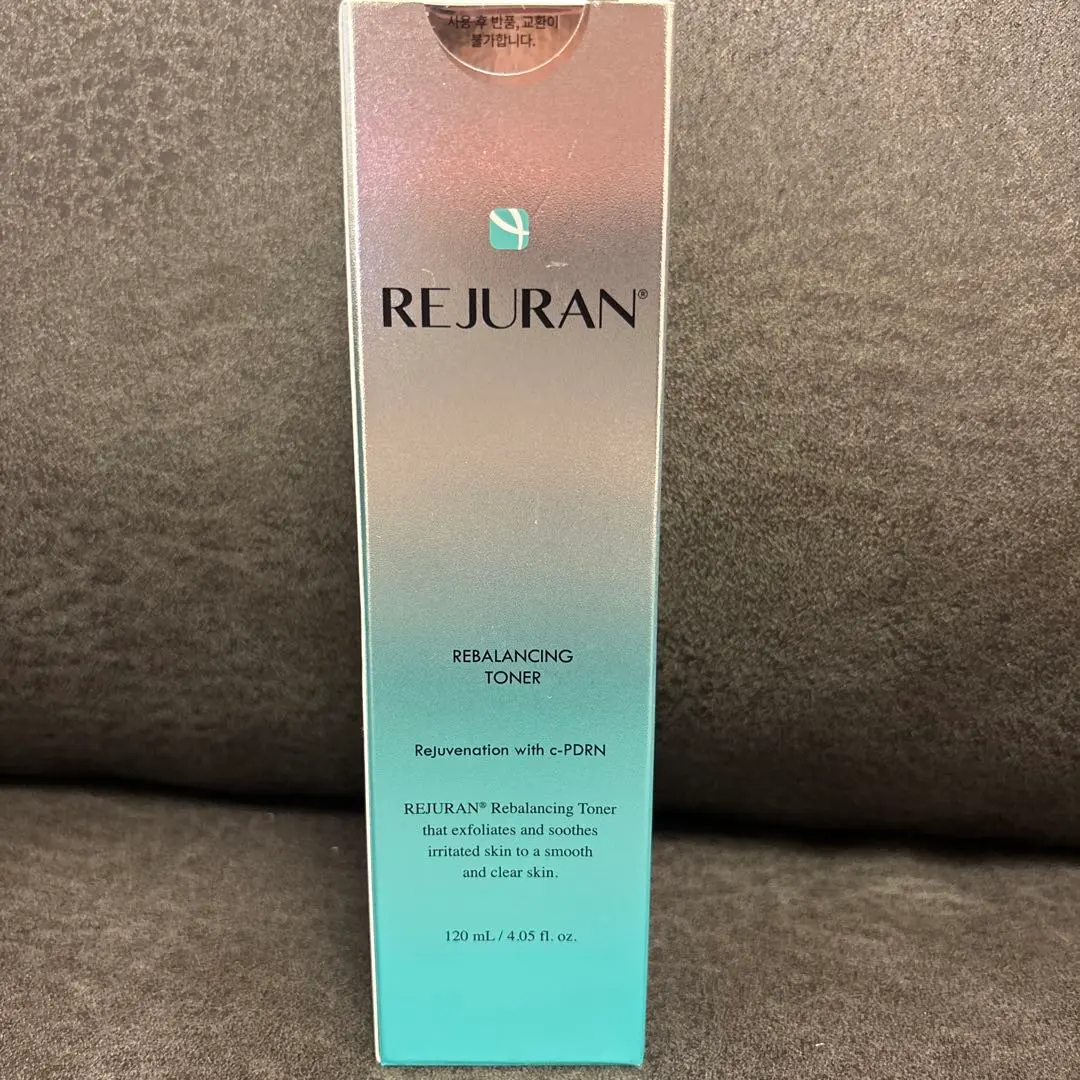 사용 후 반품, 교환이
불가합니다.
REJURAN®
REBALANCING
TONER
Rejuvenation with c-PDRN
REJURAN® Rebalancing Toner
that exfoliates and soothes
irritated skin to a smooth
and clear skin.
120 mL / 4.05 fl. oz.